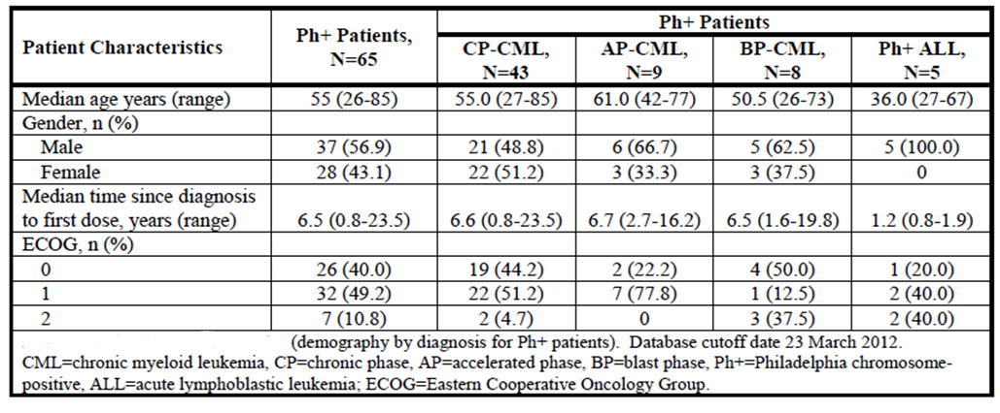 Patient Characteristics Ph+ Patients, N=65 Ph+ Patients
CP-CML, N=43 AP-CML, N=9 BP-CML, N=8 Ph+ ALL, N=5
Median age years (range) 55 (26-85) 55.0 (27-85) 61.0 (42-77) 50.5 (26-73) 36.0 (27-67)
Gender, n (%)
Male 37 (56.9) 21 (48.8) 6 (66.7) 5 (62.5) 5 (100.0)
Female 28 (43.1) 22 (51.2) 3 (33.3) 3 (37.5) 0
Median time since diagnosis
to first dose, years (range) 6.5 (0.8-23.5) 6.6 (0.8-23.5) 6.7 (2.7-16.2) 6.5 (1.6-19.8) 1.2 (0.8-1.9)
ECOG, n (%)
0 26 (40.0) 19 (44.2) 2 (22.2) 4 (50.0) 1 (20.0)
1 32 (49.2) 22 (51.2) 7 (77.8) 1 (12.5) 2 (40.0)
2 7 (10.8) 2 (4.7) 0 3 (37.5) 2 (40.0)
(demography by diagnosis for Ph+ patients). Database cutoff date 23 March 2012.
CML=chronic myeloid leukemia, CP=chronic phase, AP=accelerated phase, BP=blast phase, Ph+=Philadelphia chromosome-
positive, ALL=acute lymphoblastic leukemia; ECOG=Eastern Cooperative Oncology Group.